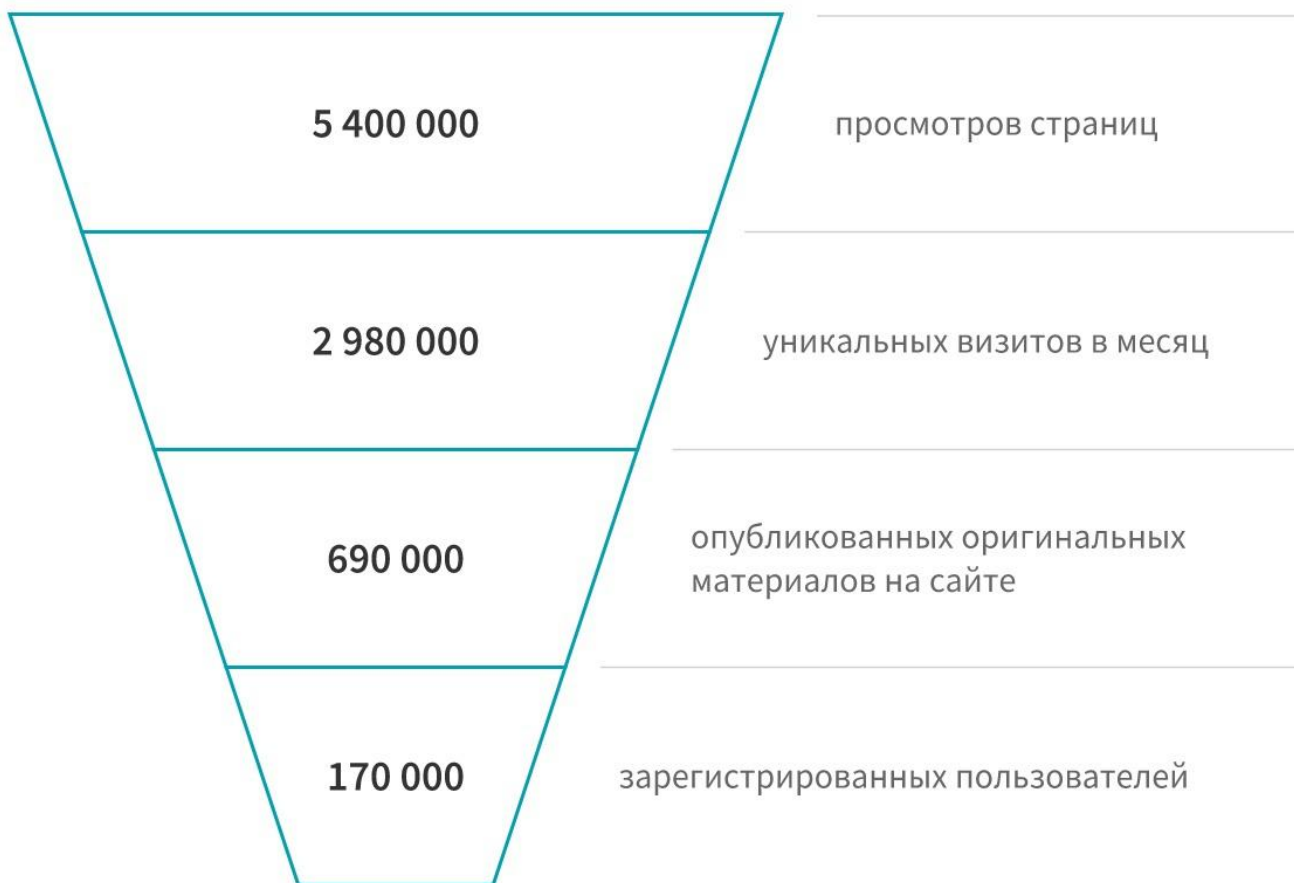 5 400 000
просмотров страниц
2 980 000
уникальных визитов в месяц
690 000
опубликованных оригинальных
материалов на сайте
170 000
зарегистрированных пользователей